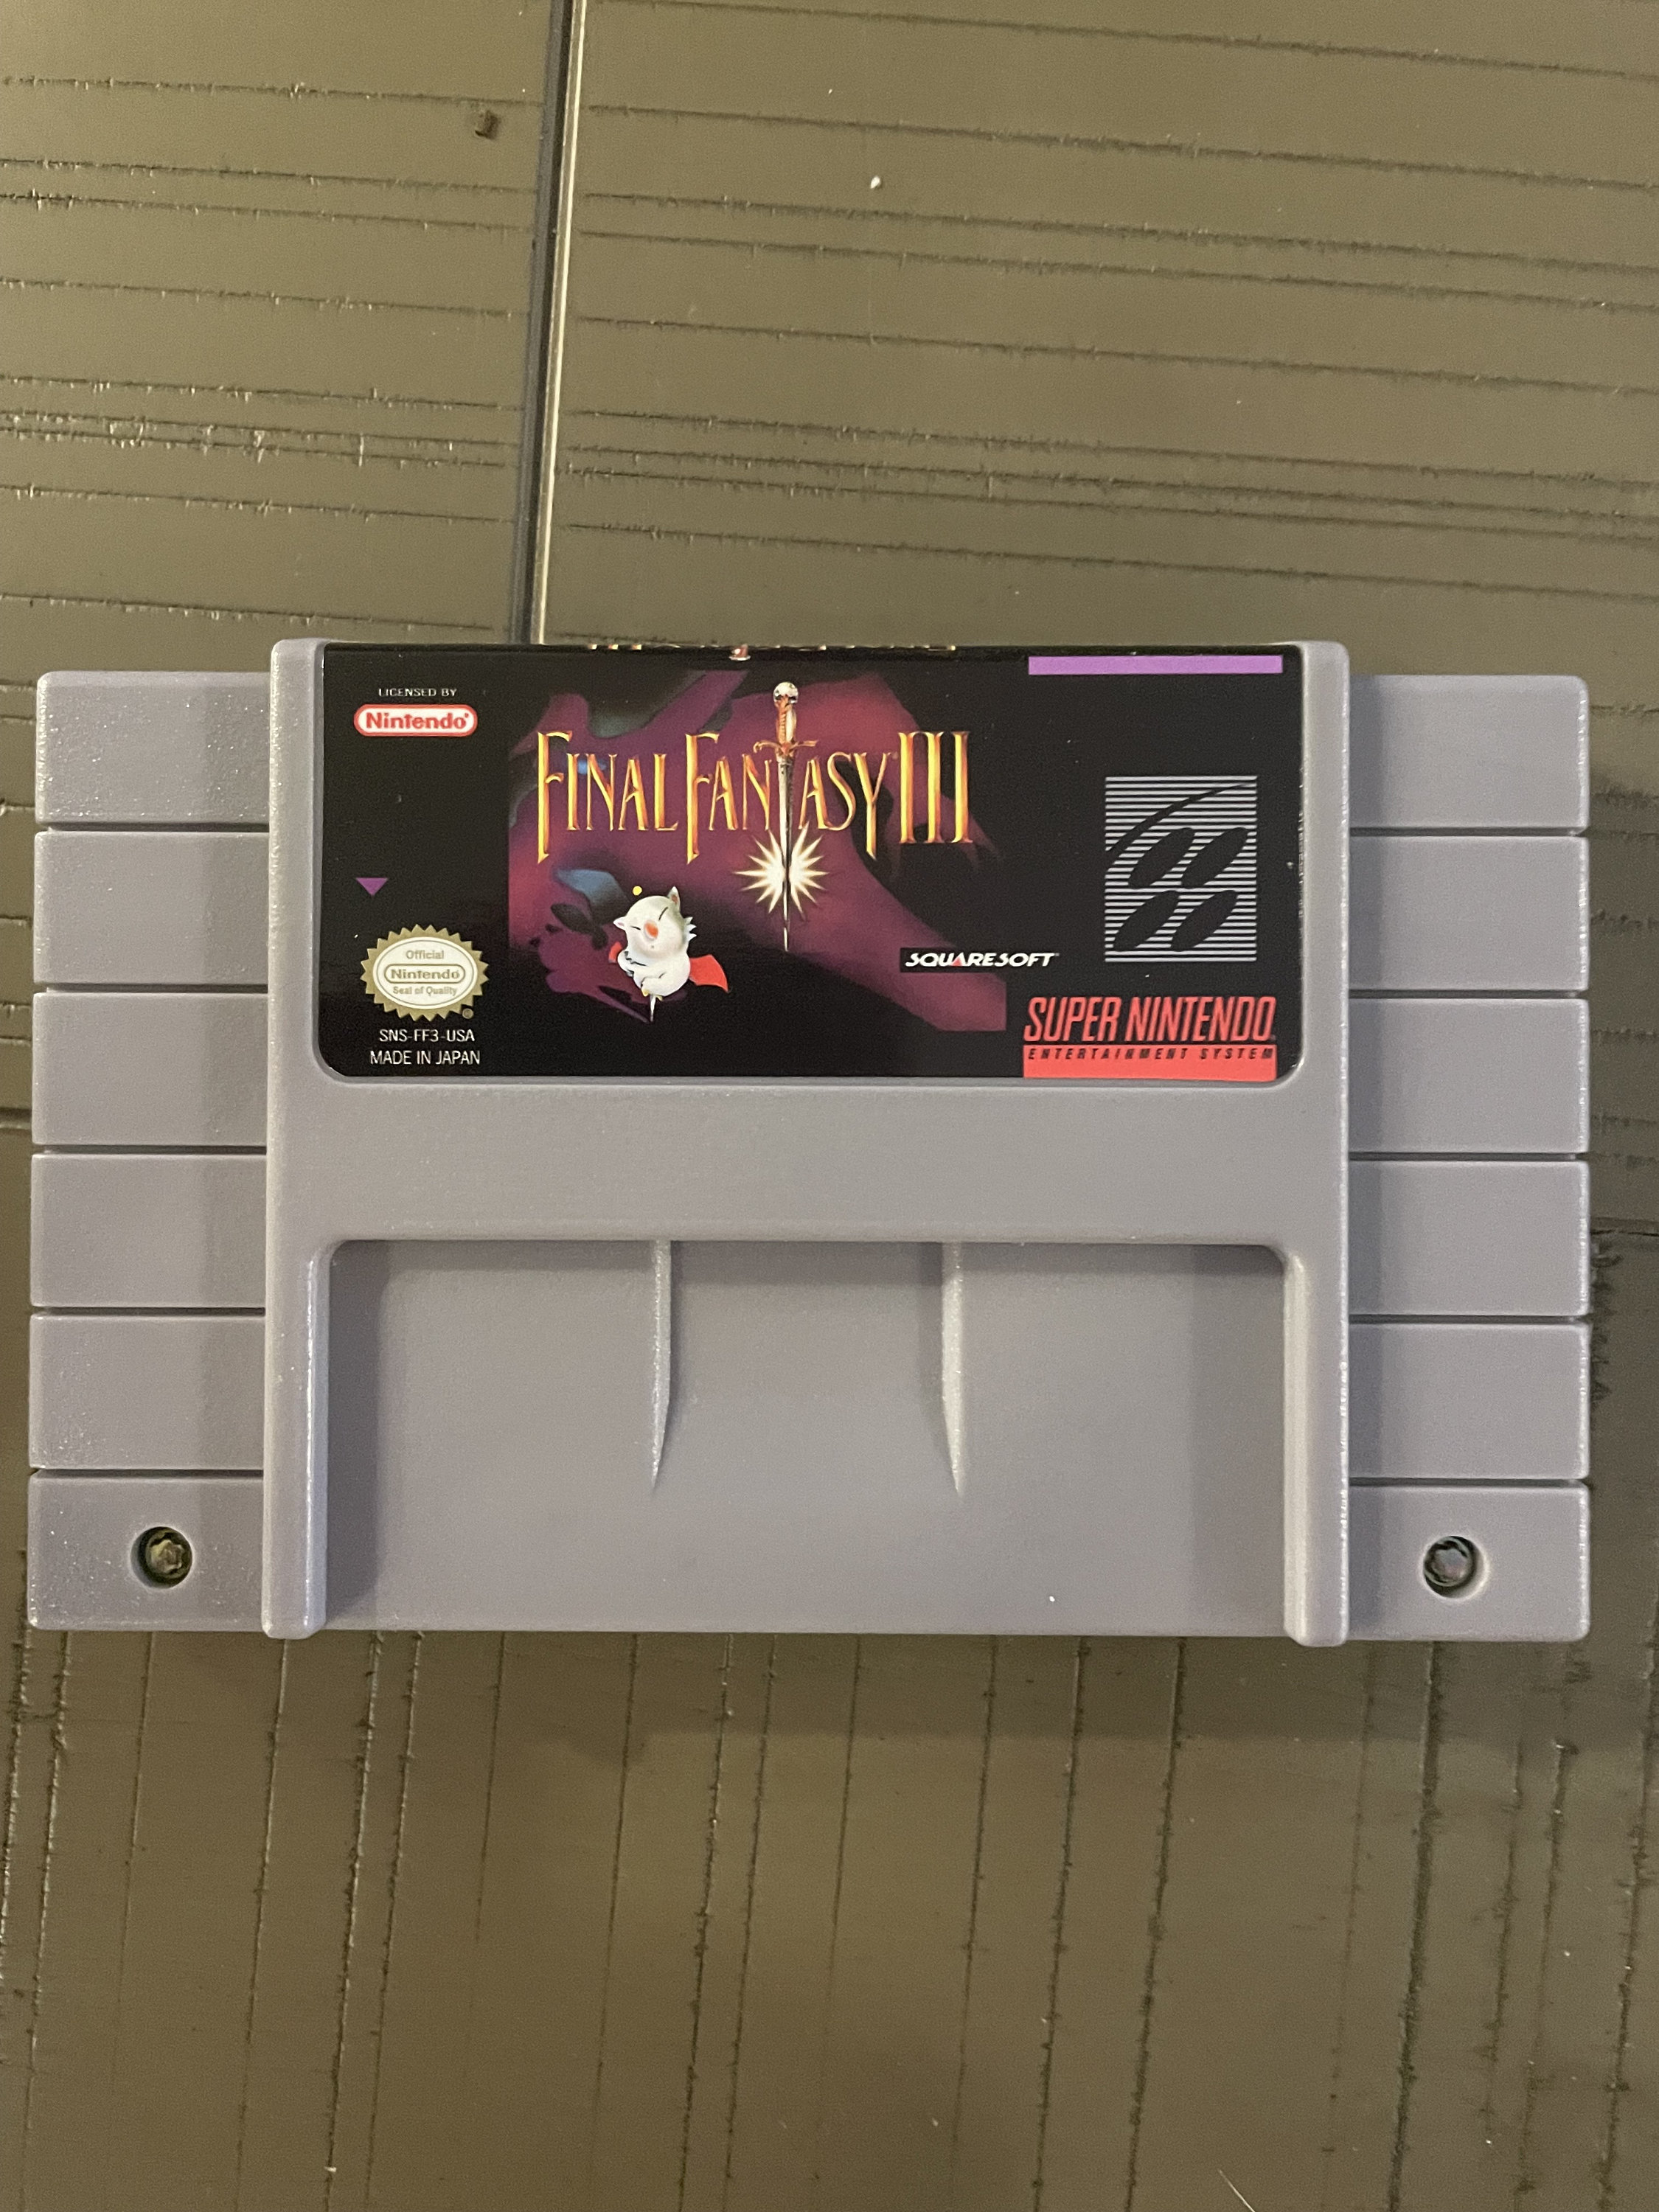 LICENSED BY
Nintendo®
FINAL FANTASY III
SQUARESOFT
Official
Nintendo
Seal of Quality
®
SNS-FF3-USA
MADE IN JAPAN
SUPER NINTENDO
ENTERTAINMENT SYSTEM